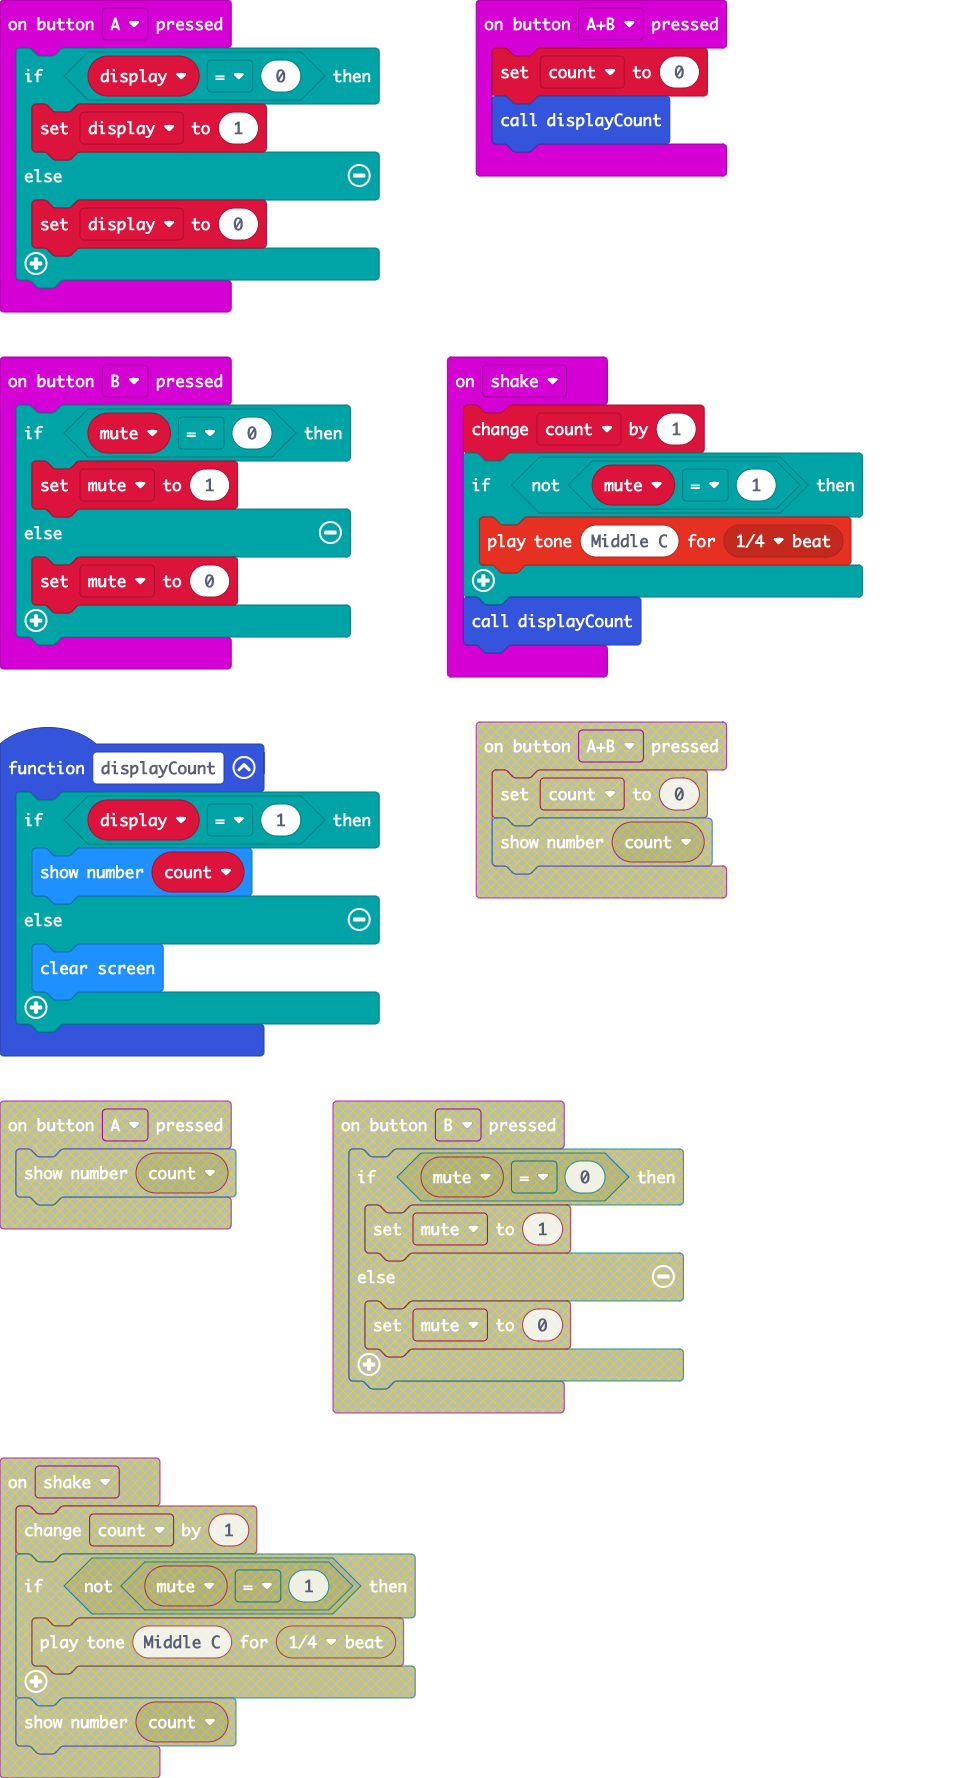 on button A pressed
if display = 0 then
set display to 1
else
set display to 0
on button A+B pressed
set count to 0
call displayCount
on button B pressed
if mute = 0 then
set mute to 1
else
set mute to 0
on shake
change count by 1
if not mute = 1 then
play tone Middle C for 1/4 beat
call displayCount
function displayCount
if display = 1 then
show number count
else
clear screen
on button A+B pressed
set count to 0
show number count
on button A pressed
show number count
on button B pressed
if mute = 0 then
set mute to 1
else
set mute to 0
on shake
change count by 1
if not mute = 1 then
play tone Middle C for 1/4 beat
show number count